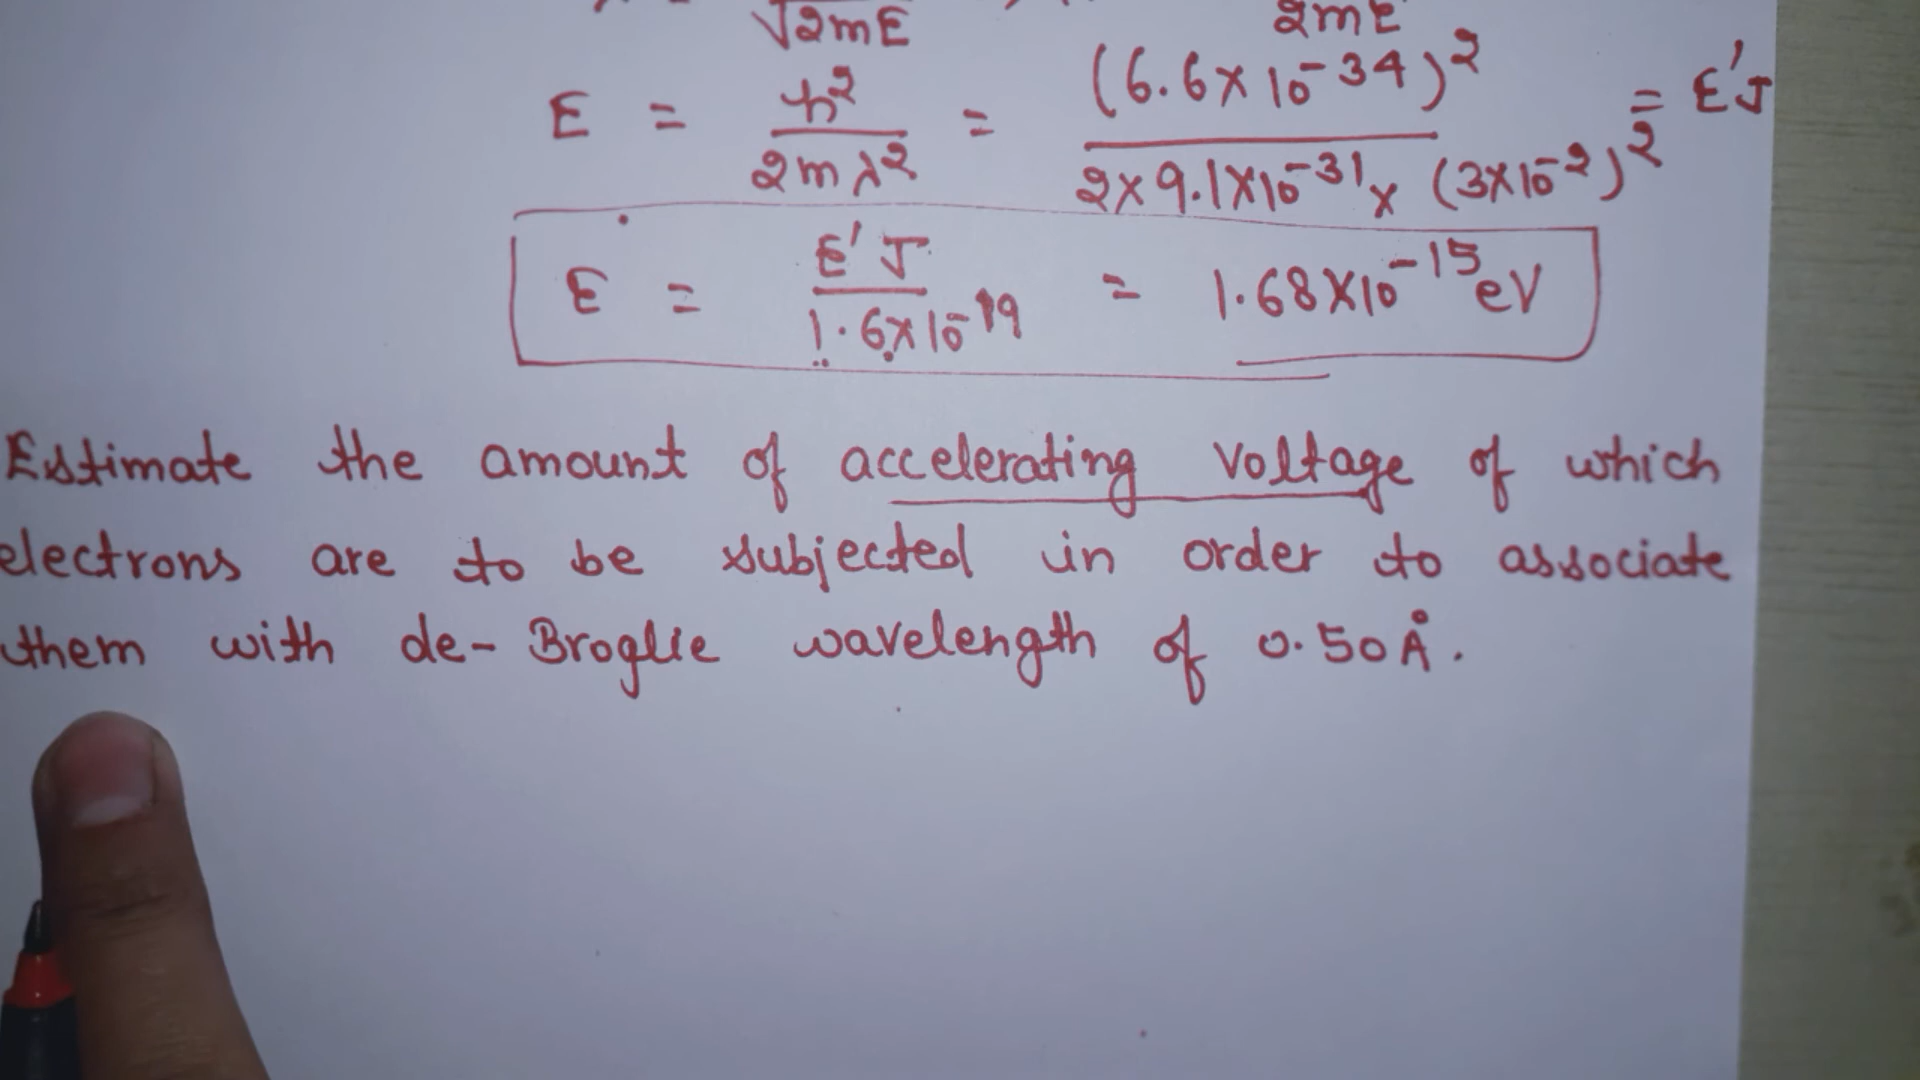 √2mE 2mE
E = h² / 2mλ² = (6.6×10⁻³⁴)² / 2×9.1×10⁻³¹× (3×10⁻²)² = E'J
E = E'J / 1.6×10⁻¹⁹ = 1.68×10⁻¹⁵ eV
Estimate the amount of accelerating voltage of which
electrons are to be subjected in order to associate
them with de-Broglie wavelength of 0.50Å.